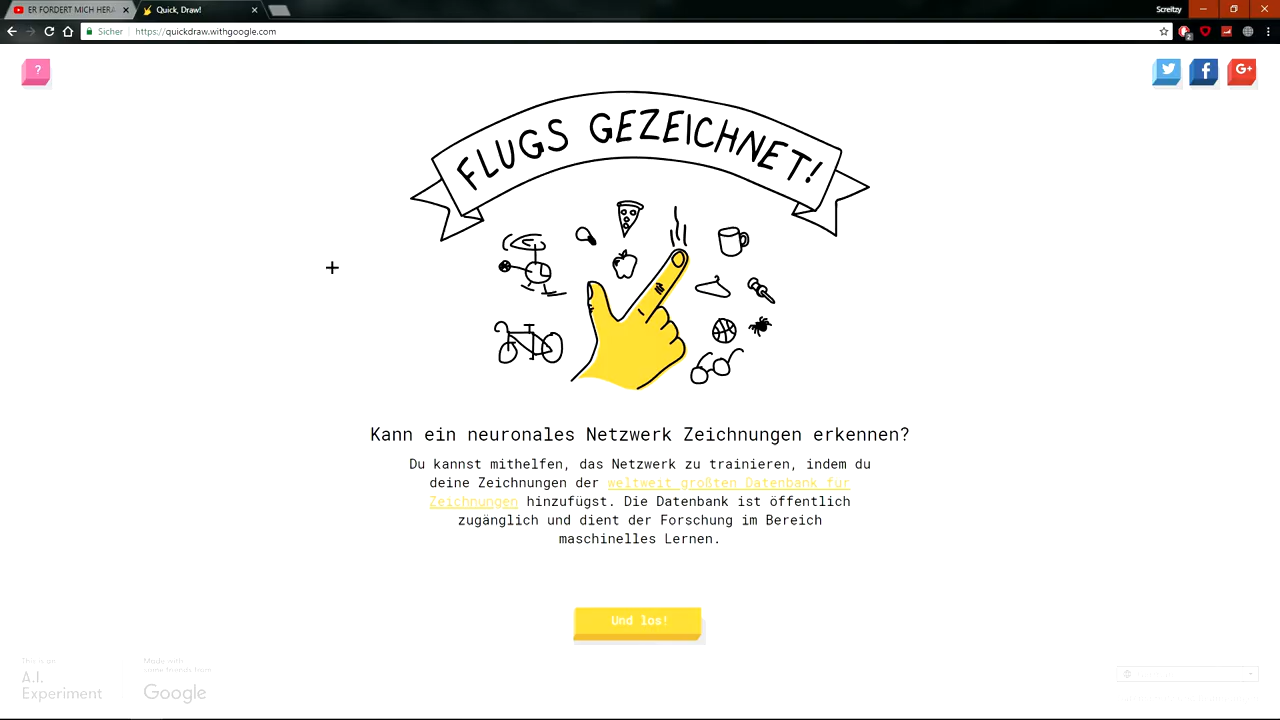 ER FORDERT MICH HERA
Quick, Draw!
Screitzy
Sicher
https://quickdraw.withgoogle.com
?
G+
FLUGS GEZEICHNET!
Kann ein neuronales Netzwerk Zeichnungen erkennen?
Du kannst mithelfen, das Netzwerk zu trainieren, indem du
deine Zeichnungen der weltweit größten Datenbank für
Zeichnungen hinzufügst. Die Datenbank ist öffentlich
zugänglich und dient der Forschung im Bereich
maschinelles Lernen.
Und los!
This is an
A.I.
Experiment
Made with
some friends from
Google